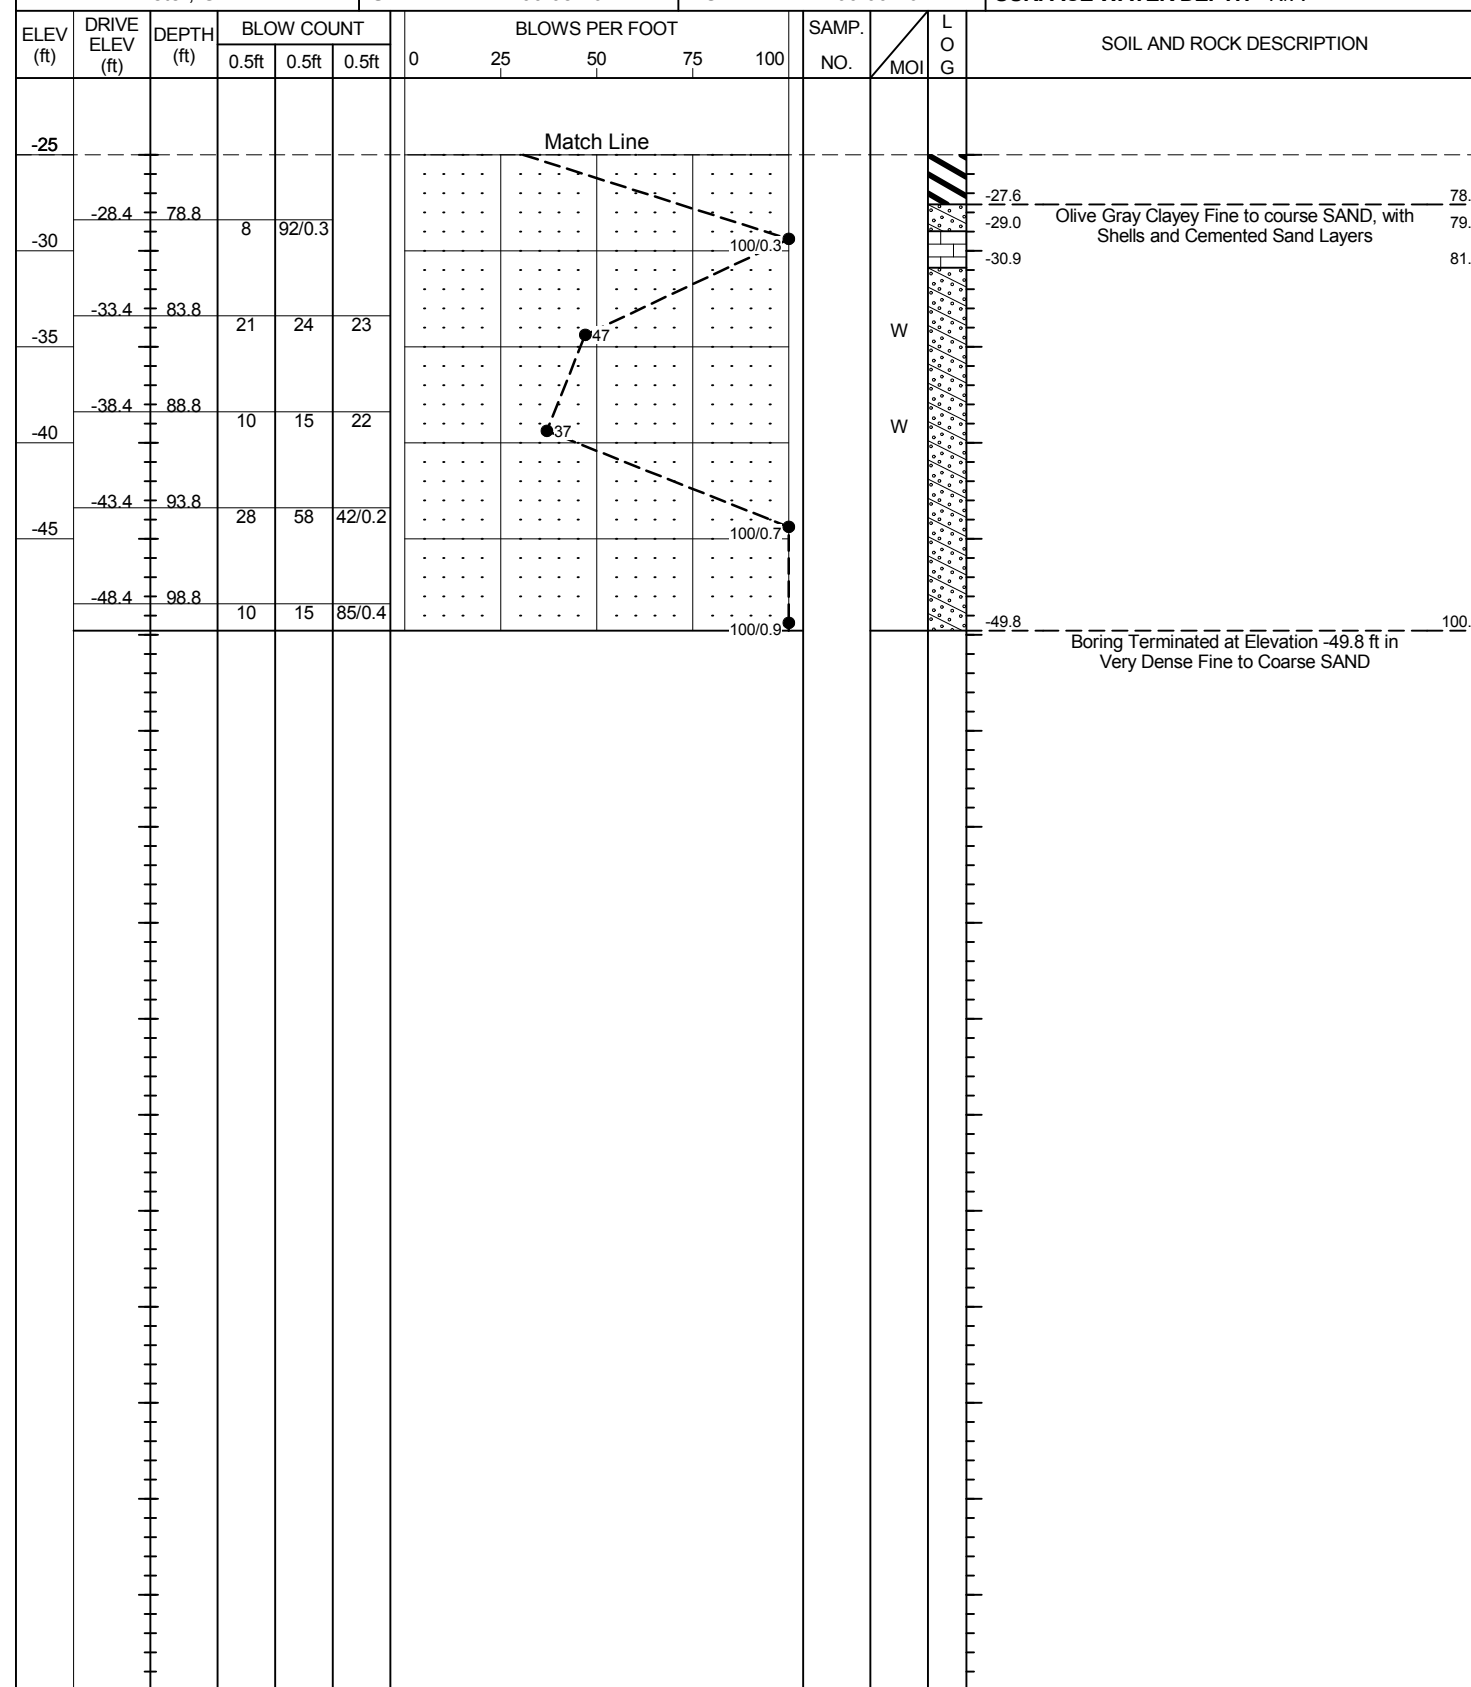 ELEV (ft) DRIVE ELEV (ft) DEPTH (ft) BLOW COUNT 0.5ft 0.5ft 0.5ft BLOWS PER FOOT 0 25 50 75 100 SAMP. NO. MOI LOG SOIL AND ROCK DESCRIPTION
-25 Match Line
-27.6 78.
-28.4 78.8 8 92/0.3 Olive Gray Clayey Fine to course SAND, with
-29.0 79.
Shells and Cemented Sand Layers
-30 100/0.3
-30.9 81.
-33.4 83.8 21 24 23
-35 47 W
-38.4 88.8 10 15 22
-40 37 W
-43.4 93.8 28 58 42/0.2
-45 100/0.7
-48.4 98.8 10 15 85/0.4
100/0.9 -49.8 100.
Boring Terminated at Elevation -49.8 ft in
Very Dense Fine to Coarse SAND